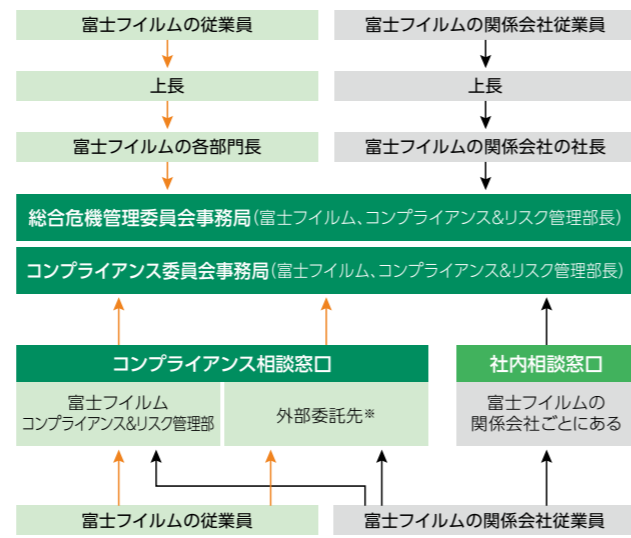 富士フイルムの従業員
富士フイルムの関係会社従業員
上長
上長
富士フイルムの各部門長
富士フイルムの関係会社の社長
総合危機管理委員会事務局(富士フイルム、コンプライアンス&リスク管理部長)
コンプライアンス委員会事務局(富士フイルム、コンプライアンス&リスク管理部長)
コンプライアンス相談窓口
社内相談窓口
富士フイルム
コンプライアンス&リスク管理部
外部委託先※
富士フイルムの
関係会社ごとにある
富士フイルムの従業員
富士フイルムの関係会社従業員